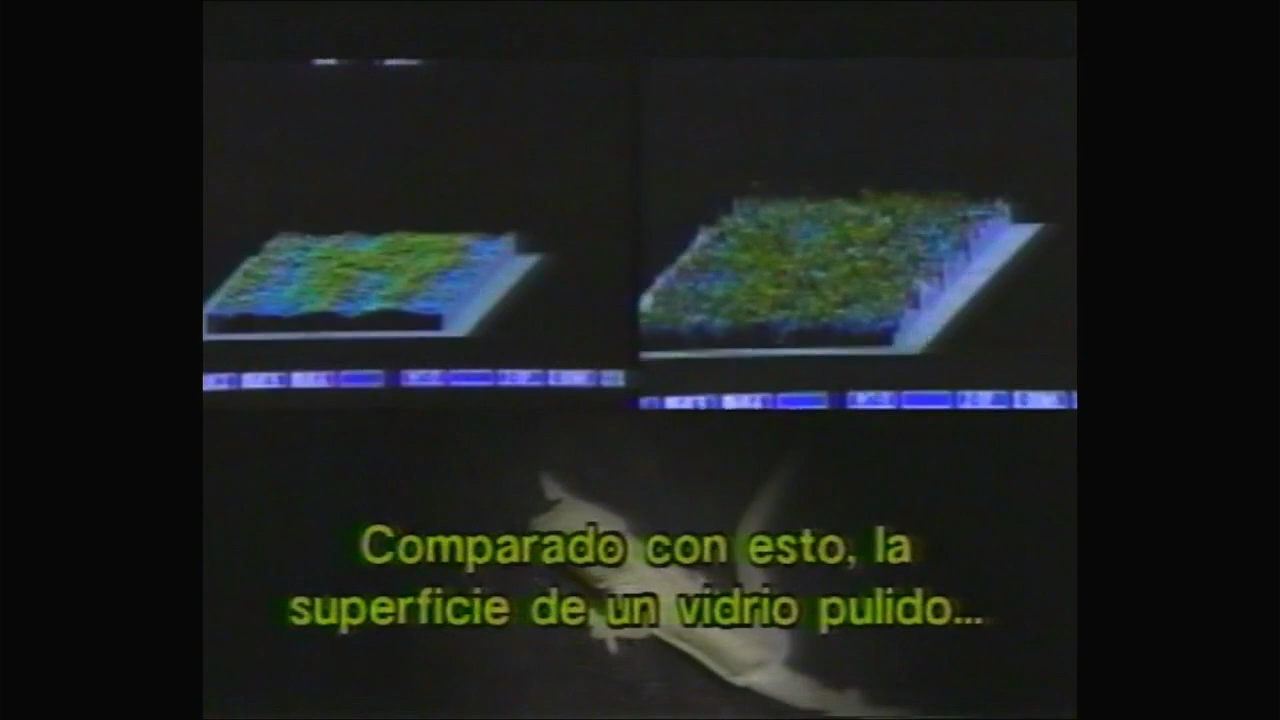 Comparado con esto, la
superficie de un vidrio pulido...